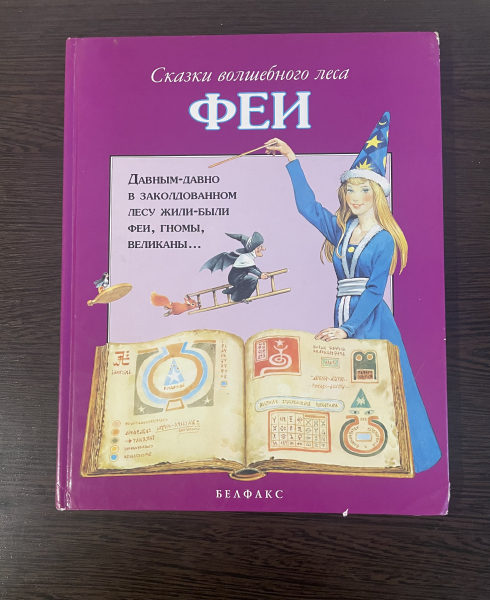 Сказки волшебного леса
ФЕИ
Давным-давно
в заколдованном
лесу жили-были
феи, гномы,
великаны...
БЕЛФАКС